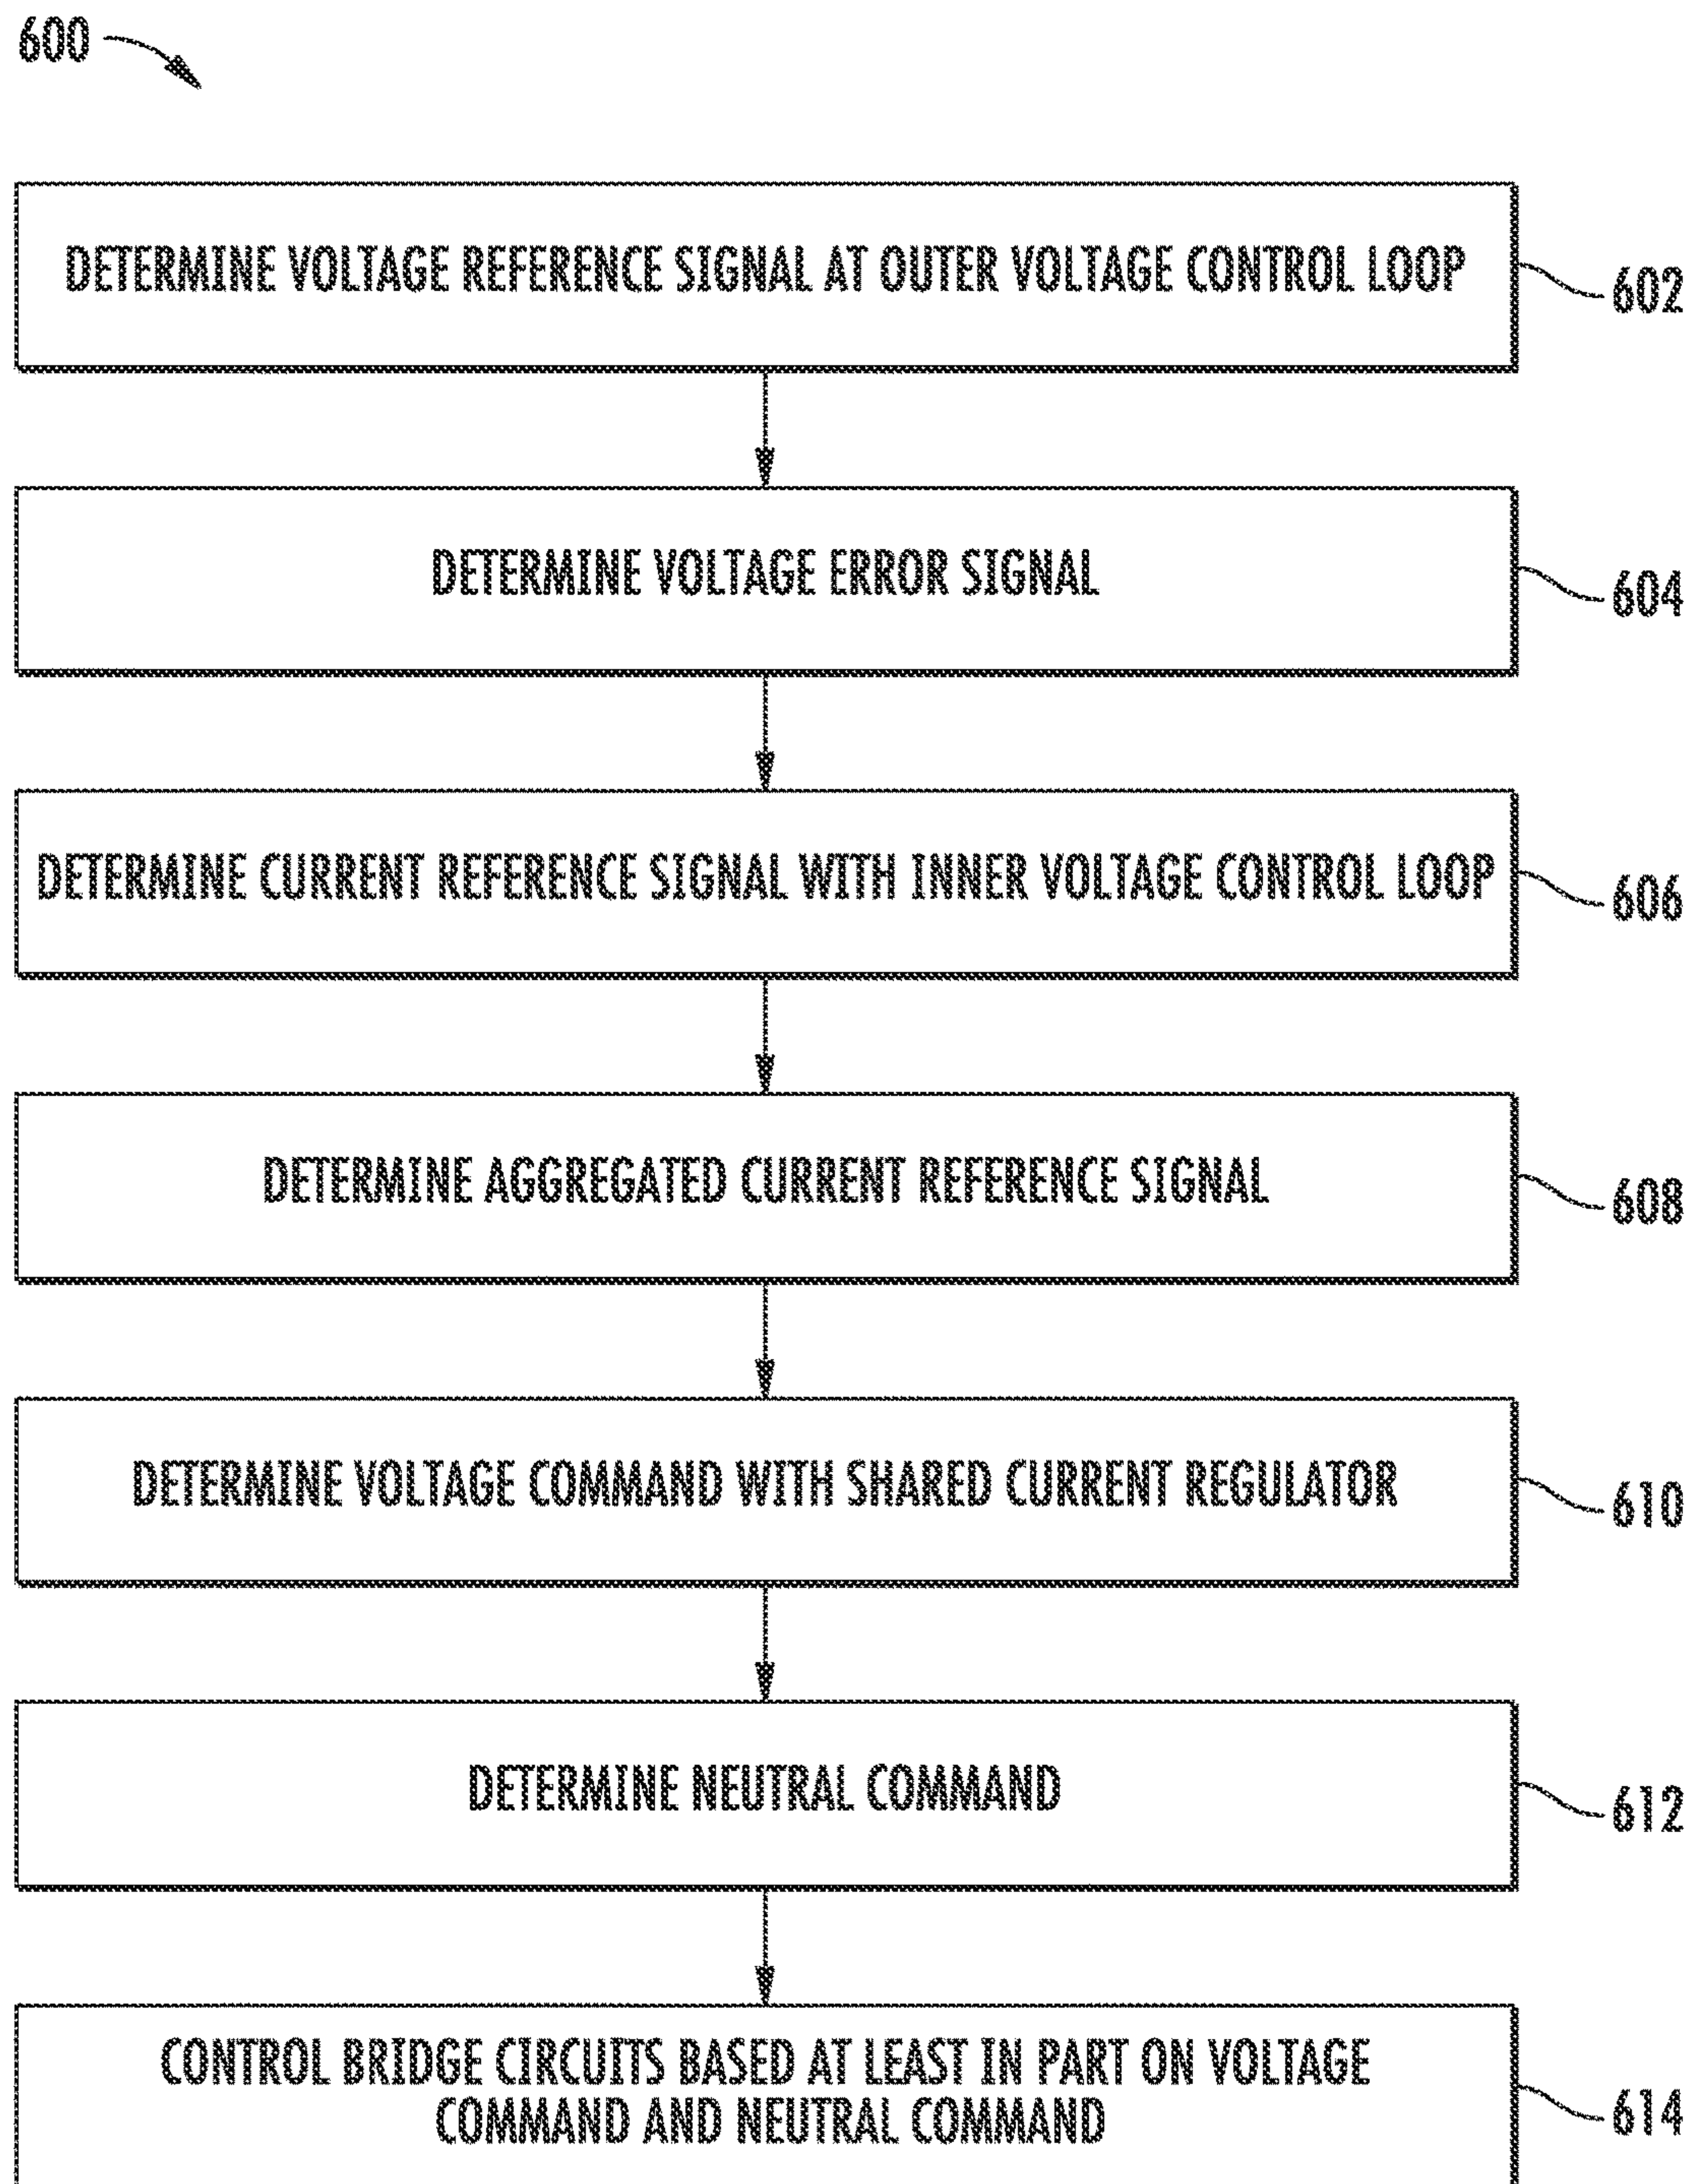 600
DETERMINE VOLTAGE REFERENCE SIGNAL AT OUTER VOLTAGE CONTROL LOOP
602
DETERMINE VOLTAGE ERROR SIGNAL
604
DETERMINE CURRENT REFERENCE SIGNAL WITH INNER VOLTAGE CONTROL LOOP
606
DETERMINE AGGREGATED CURRENT REFERENCE SIGNAL
608
DETERMINE VOLTAGE COMMAND WITH SHARED CURRENT REGULATOR
610
DETERMINE NEUTRAL COMMAND
612
CONTROL BRIDGE CIRCUITS BASED AT LEAST IN PART ON VOLTAGE
COMMAND AND NEUTRAL COMMAND
614